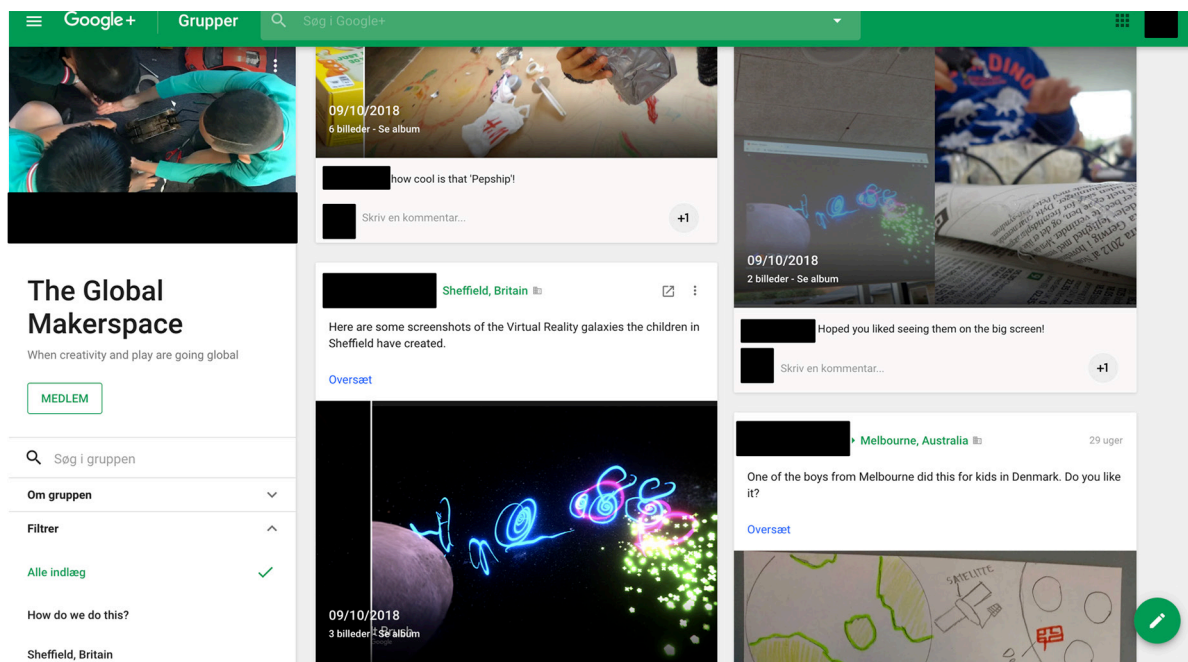 Google+
Grupper
Søg i Google+
The Global
Makerspace
When creativity and play are going global
MEDLEM
Søg i gruppen
Om gruppen
Filtrer
Alle indlæg
How do we do this?
Sheffield, Britain
09/10/2018
6 billeder - Se album
how cool is that 'Pepship'!
Skriv en kommentar...
+1
Sheffield, Britain
Here are some screenshots of the Virtual Reality galaxies the children in
Sheffield have created.
Oversæt
09/10/2018
3 billeder - Se album
DINO
09/10/2018
2 billeder - Se album
Hoped you liked seeing them on the big screen!
Skriv en kommentar...
+1
Melbourne, Australia
29 uger
One of the boys from Melbourne did this for kids in Denmark. Do you like
it?
Oversæt
SATELLITE